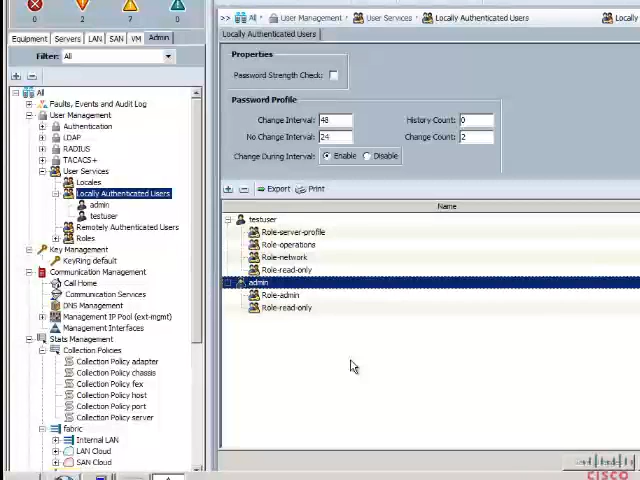 0 2 7 0
>> All › User Management › User Services › Locally Authenticated Users Locally
Equipment Servers LAN SAN VM Admin
Locally Authenticated Users
Filter: All
Properties
Password Strength Check:
Password Profile
Change Interval: 48 History Count: 0
No Change Interval: 24 Change Count: 2
Change During Interval: Enable Disable
Export Print
Name
testuser
Role-server-profile
Role-operations
Role-network
Role-read-only
admin
Role-admin
Role-read-only
All
Faults, Events and Audit Log
User Management
Authentication
LDAP
RADIUS
TACACS+
User Services
Locales
Locally Authenticated Users
admin
testuser
Remotely Authenticated Users
Roles
Key Management
KeyRing default
Communication Management
Call Home
Communication Services
DNS Management
Management IP Pool (ext-mgmt)
Management Interfaces
Stats Management
Collection Policies
Collection Policy adapter
Collection Policy chassis
Collection Policy fex
Collection Policy host
Collection Policy port
Collection Policy server
fabric
Internal LAN
LAN Cloud
SAN Cloud
CISCO